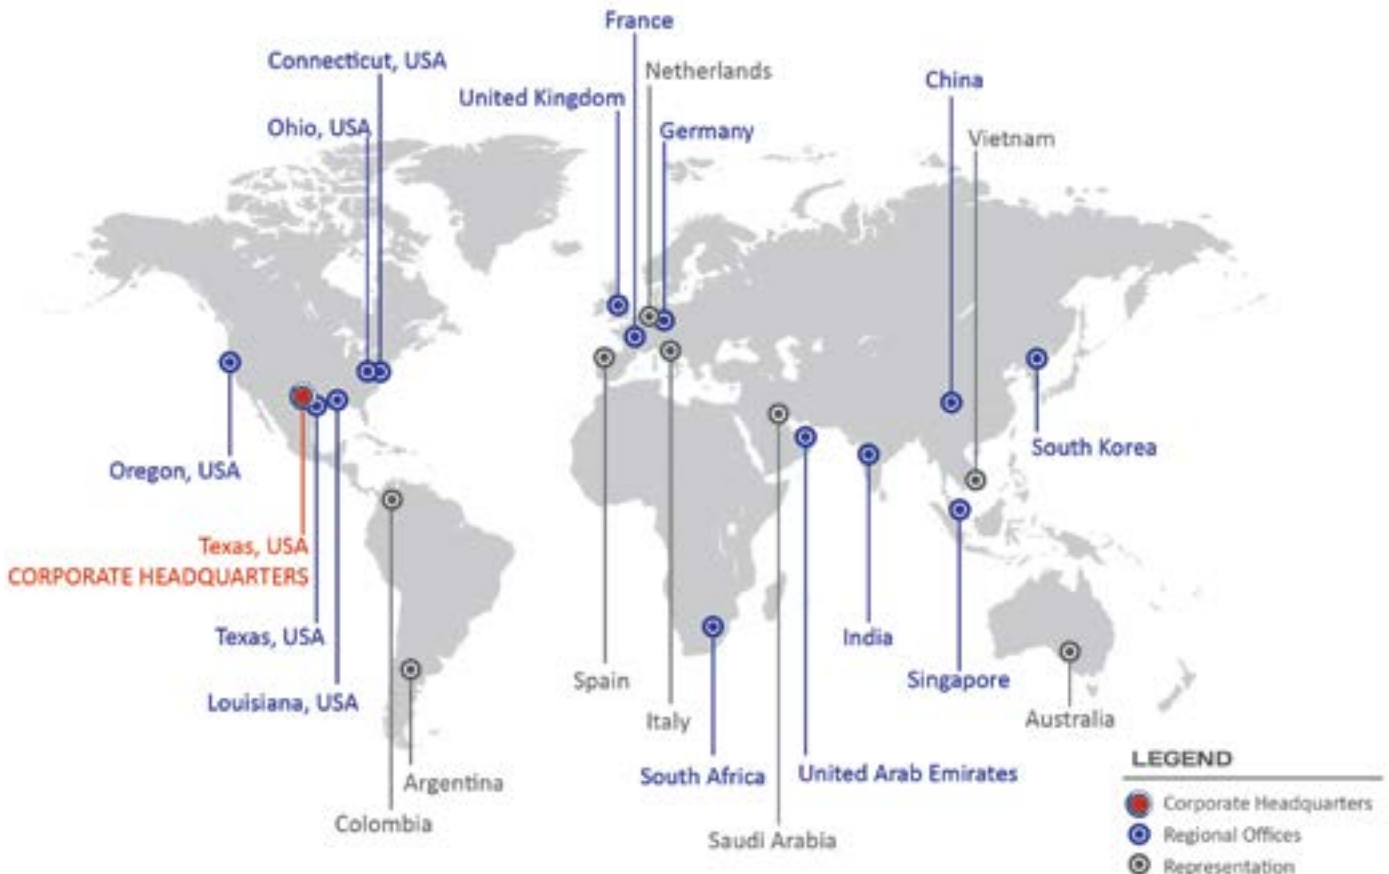 France
Connecticut, USA
Netherlands
China
United Kingdom
Ohio, USA
Germany
Vietnam
South Korea
Oregon, USA
Texas, USA
CORPORATE HEADQUARTERS
Texas, USA
India
Spain
Singapore
Louisiana, USA
Italy
Australia
LEGEND
South Africa
United Arab Emirates
Argentina
Corporate Headquarters
Colombia
Regional Offices
Saudi Arabia
Representation